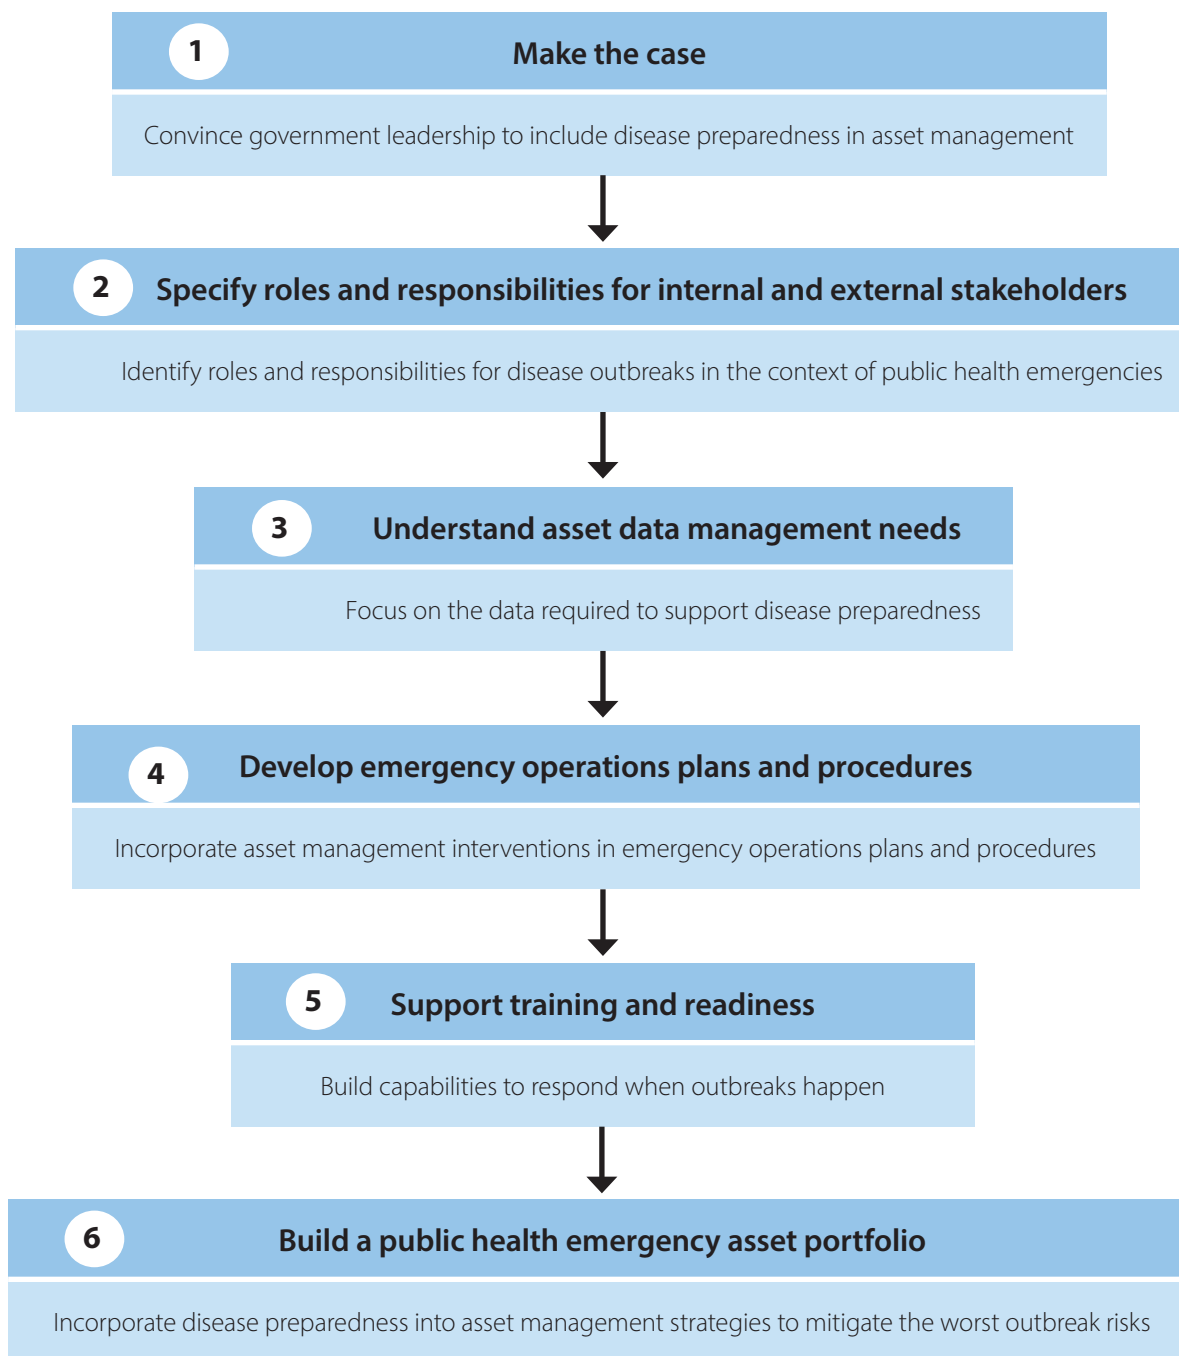 1
Make the case
Convince government leadership to include disease preparedness in asset management
2
Specify roles and responsibilities for internal and external stakeholders
Identify roles and responsibilities for disease outbreaks in the context of public health emergencies
3
Understand asset data management needs
Focus on the data required to support disease preparedness
4
Develop emergency operations plans and procedures
Incorporate asset management interventions in emergency operations plans and procedures
5
Support training and readiness
Build capabilities to respond when outbreaks happen
6
Build a public health emergency asset portfolio
Incorporate disease preparedness into asset management strategies to mitigate the worst outbreak risks